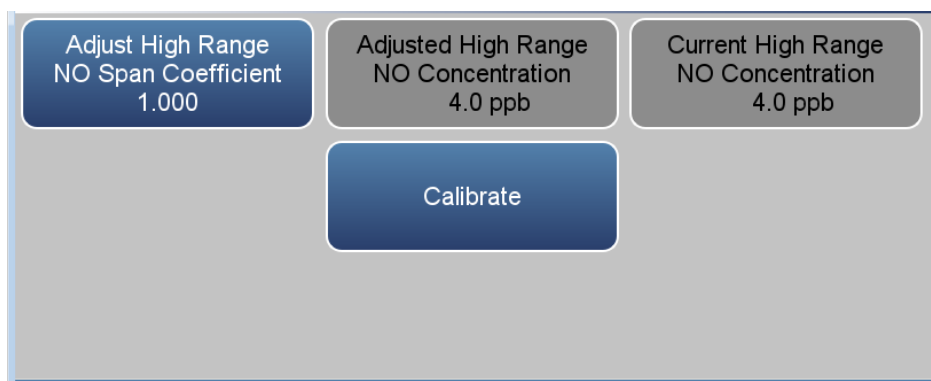 Adjust High Range
NO Span Coefficient
1.000
Adjusted High Range
NO Concentration
4.0 ppb
Current High Range
NO Concentration
4.0 ppb
Calibrate